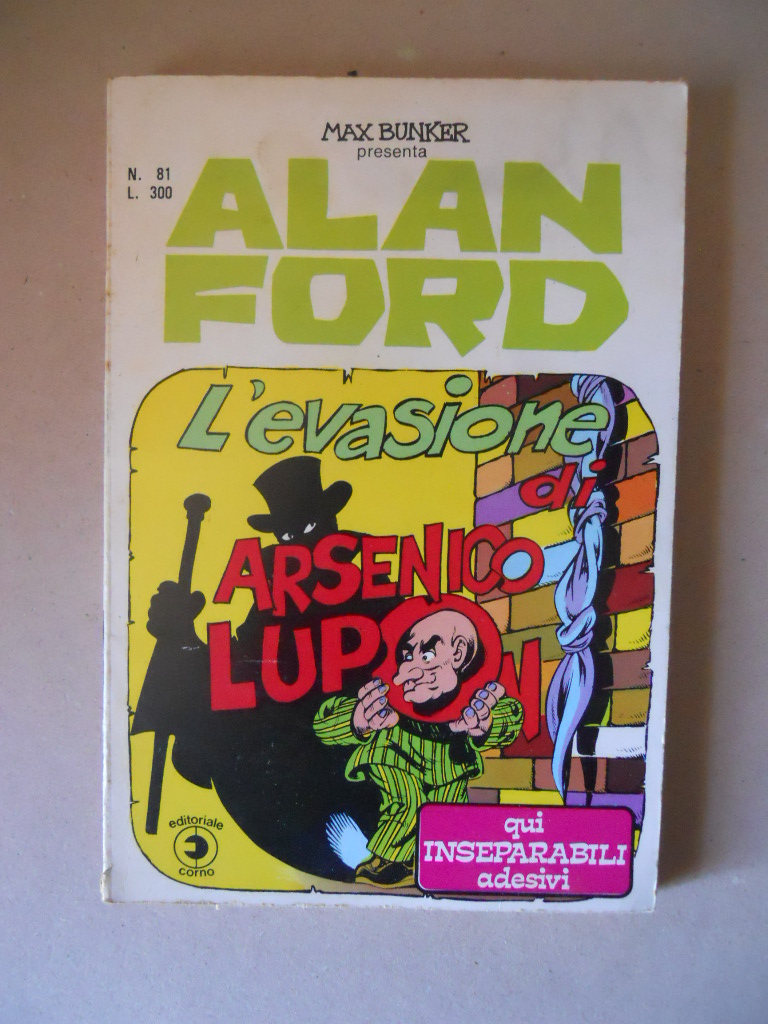 MAX BUNKER
presenta
N. 81
L. 300
ALAN
FORD
L'evasione
di
ARSENICO
LUPON
editoriale
corno
qui
INSEPARABILI
adesivi